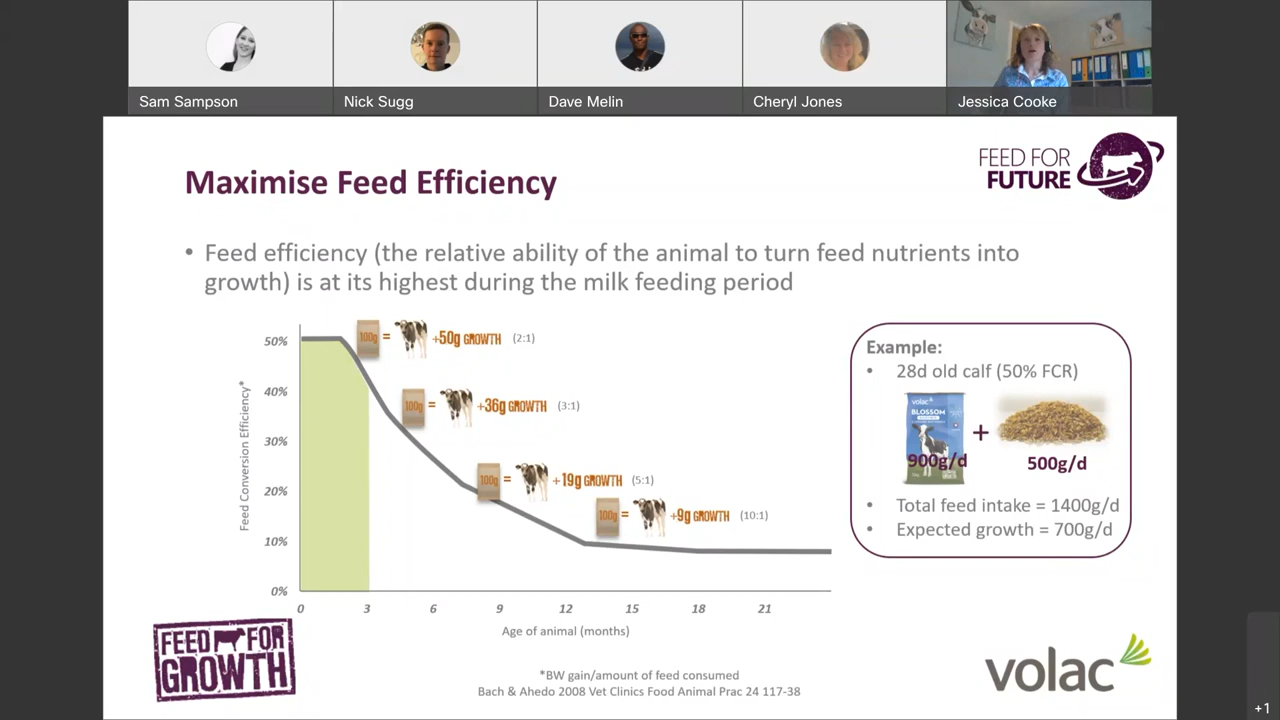 Sam Sampson
Nick Sugg
Dave Melin
Cheryl Jones
Jessica Cooke
FEED FOR
FUTURE
Maximise Feed Efficiency
• Feed efficiency (the relative ability of the animal to turn feed nutrients into
growth) is at its highest during the milk feeding period
Feed Conversion Efficiency*
50%
40%
30%
20%
10%
0%
100g = +50g GROWTH (2:1)
100g = +36g GROWTH (3:1)
100g = +19g GROWTH (5:1)
100g = +9g GROWTH (10:1)
0 3 6 9 12 15 18 21
Age of animal (months)
Example:
• 28d old calf (50% FCR)
volac
BLOSSOM
+
900g/d
500g/d
• Total feed intake = 1400g/d
• Expected growth = 700g/d
FEED FOR
GROWTH
*BW gain/amount of feed consumed
Bach & Ahedo 2008 Vet Clinics Food Animal Prac 24 117-38
volac
+1